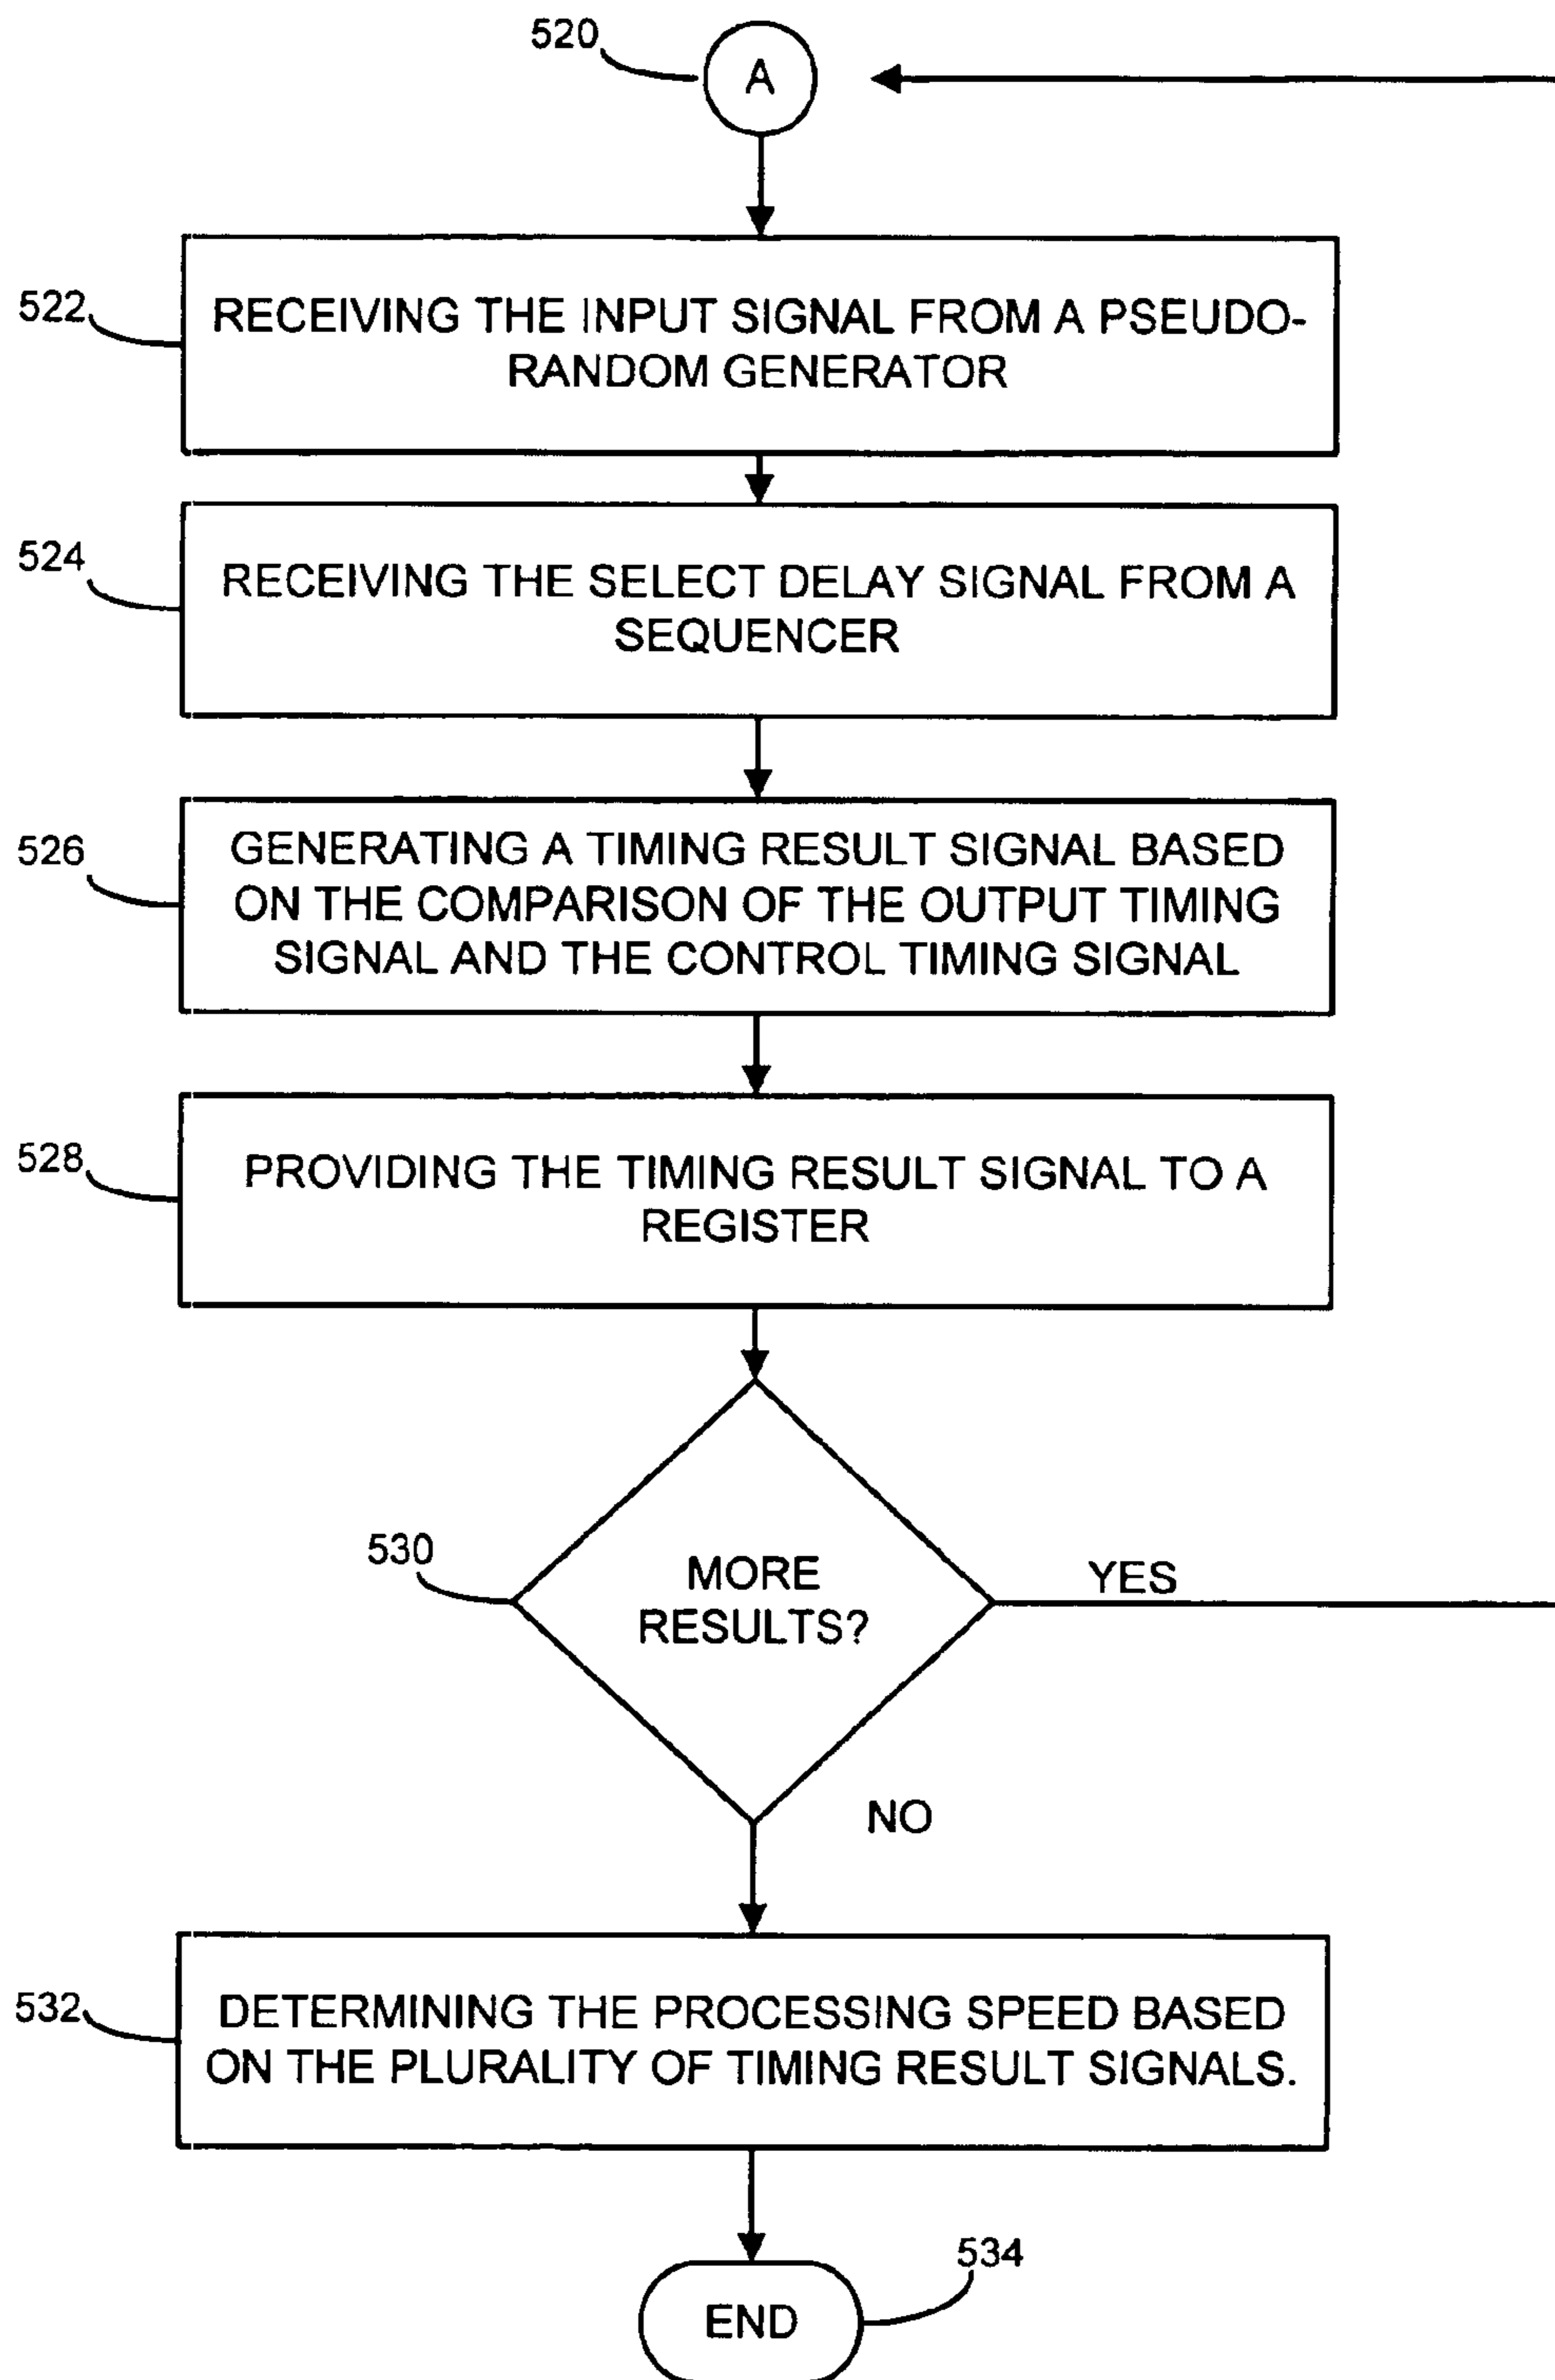 520
A
522
RECEIVING THE INPUT SIGNAL FROM A PSEUDO-
RANDOM GENERATOR
524
RECEIVING THE SELECT DELAY SIGNAL FROM A
SEQUENCER
526
GENERATING A TIMING RESULT SIGNAL BASED
ON THE COMPARISON OF THE OUTPUT TIMING
SIGNAL AND THE CONTROL TIMING SIGNAL
528
PROVIDING THE TIMING RESULT SIGNAL TO A
REGISTER
530
MORE
RESULTS?
YES
NO
532
DETERMINING THE PROCESSING SPEED BASED
ON THE PLURALITY OF TIMING RESULT SIGNALS.
534
END